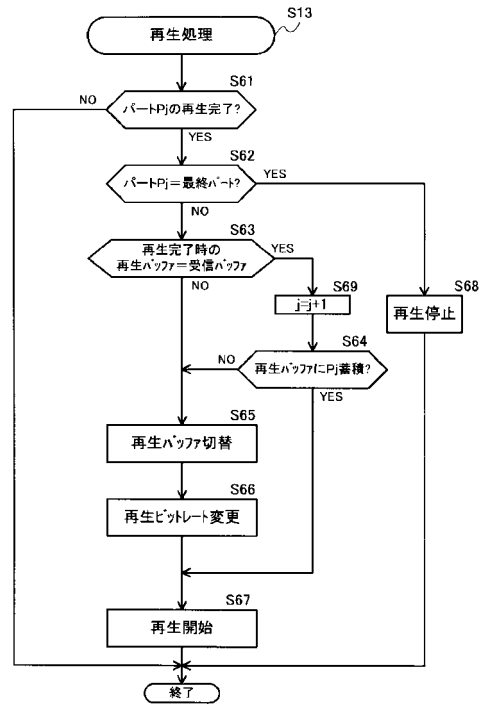 S13
再生処理
S61
パートPjの再生完了?
NO
YES
S62
パートPj=最終パート?
YES
NO
S63
再生完了時の
再生バッファ=受信バッファ
YES
NO
S69
j=j+1
S68
再生停止
S64
再生バッファにPj蓄積?
NO
YES
S65
再生バッファ切替
S66
再生ビットレート変更
S67
再生開始
終了